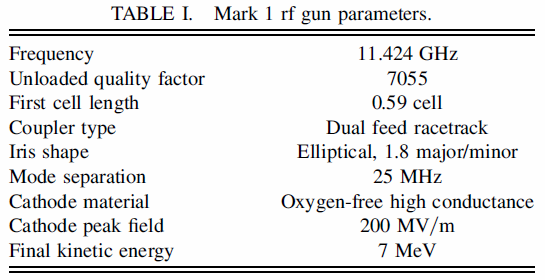 TABLE I. Mark 1 rf gun parameters.
Frequency 11.424 GHz
Unloaded quality factor 7055
First cell length 0.59 cell
Coupler type Dual feed racetrack
Iris shape Elliptical, 1.8 major/minor
Mode separation 25 MHz
Cathode material Oxygen-free high conductance
Cathode peak field 200 MV/m
Final kinetic energy 7 MeV